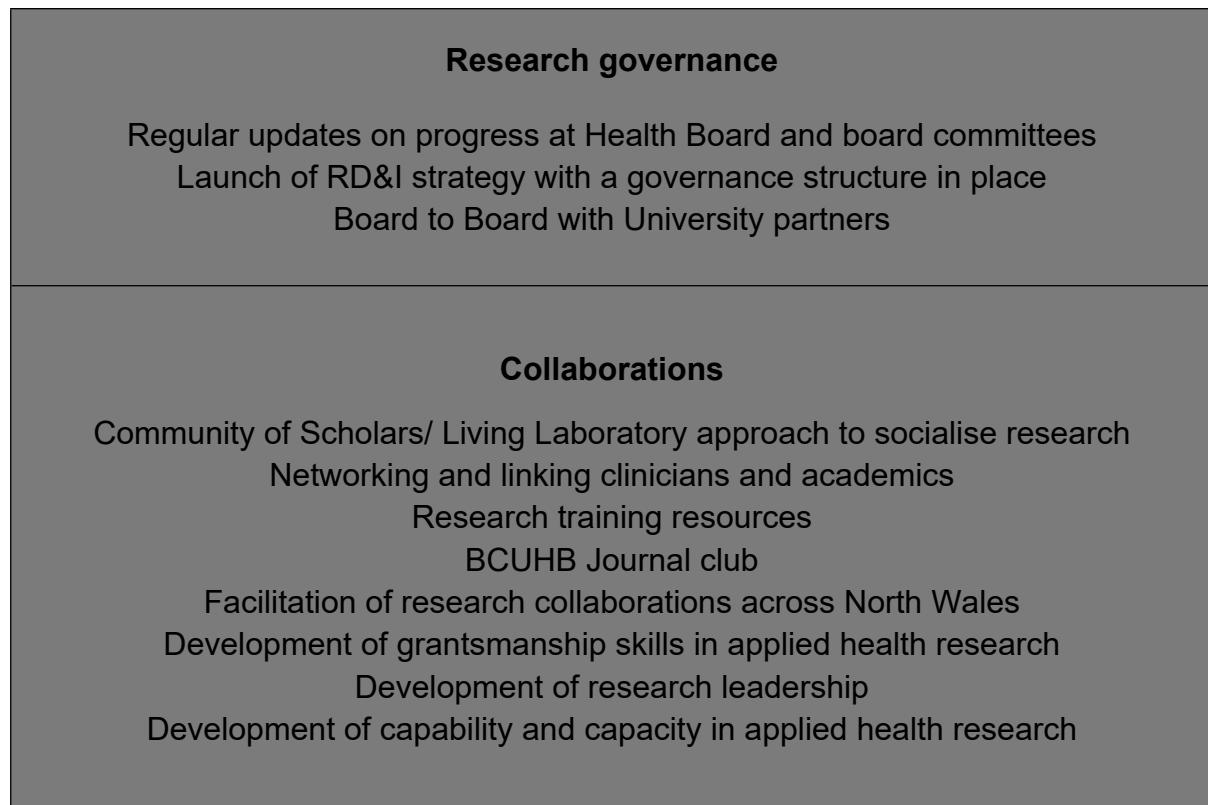 Research governance
Regular updates on progress at Health Board and board committees
Launch of RD&I strategy with a governance structure in place
Board to Board with University partners
Collaborations
Community of Scholars/ Living Laboratory approach to socialise research
Networking and linking clinicians and academics
Research training resources
BCUHB Journal club
Facilitation of research collaborations across North Wales
Development of grantsmanship skills in applied health research
Development of research leadership
Development of capability and capacity in applied health research